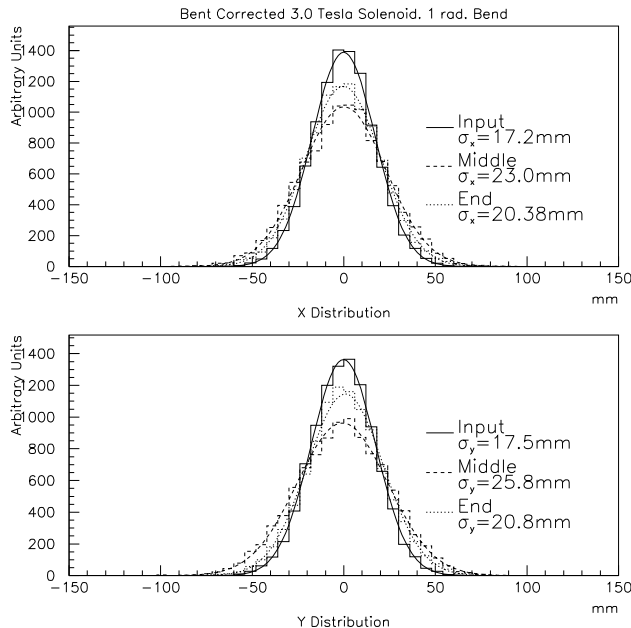 Bent Corrected 3.0 Tesla Solenoid. 1 rad. Bend
Arbitrary Units
1400
1200
1000
800
600
400
200
0
Input
σx=17.2mm
Middle
σx=23.0mm
End
σx=20.38mm
−150 −100 −50 0 50 100 150
mm
X Distribution
Arbitrary Units
1400
1200
1000
800
600
400
200
0
Input
σy=17.5mm
Middle
σy=25.8mm
End
σy=20.8mm
−150 −100 −50 0 50 100 150
mm
Y Distribution